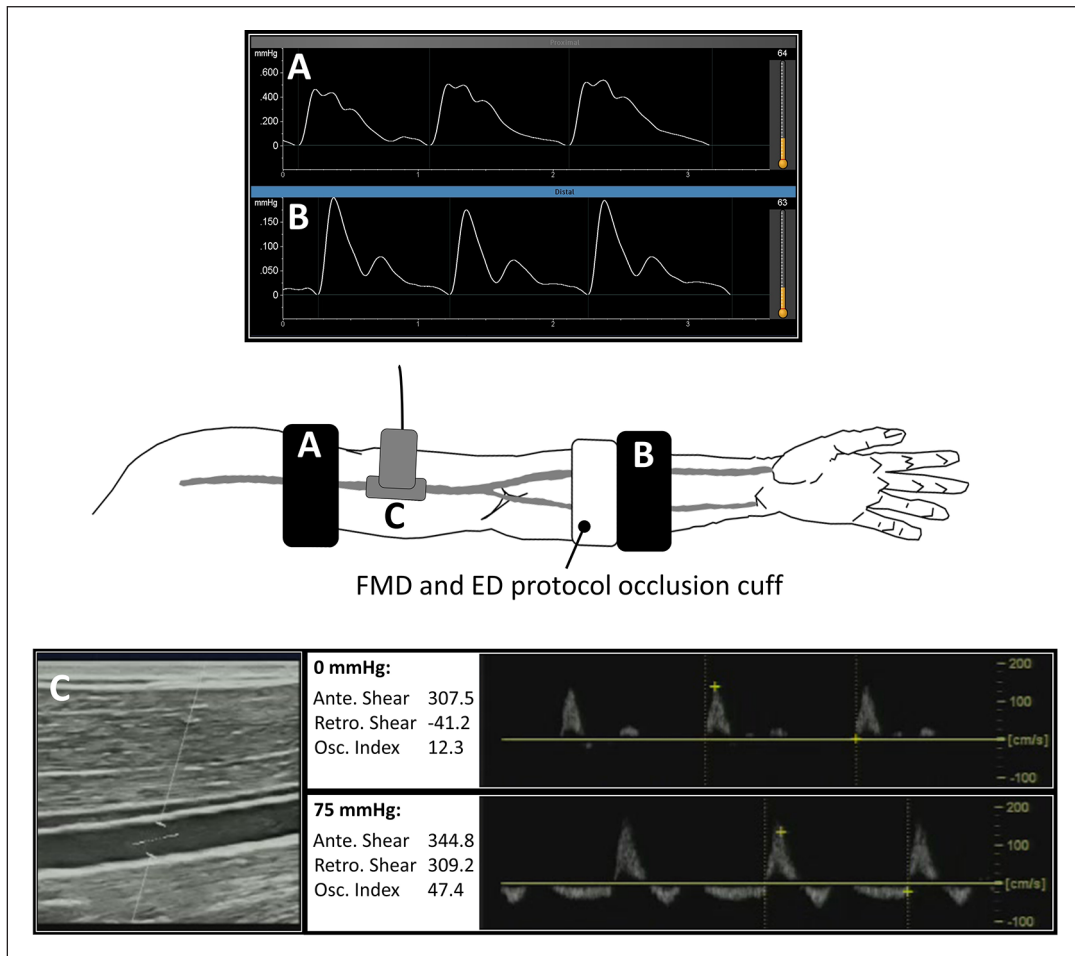 Proximal
mmHg
A
64
.600
.400
.200
0
0 1 2 3
Distal
mmHg
B
63
.150
.100
.050
0
0 1 2 3
A
B
C
FMD and ED protocol occlusion cuff
C
0 mmHg:
Ante. Shear 307.5
Retro. Shear -41.2
Osc. Index 12.3
200
100
[cm/s]
-100
75 mmHg:
Ante. Shear 344.8
Retro. Shear 309.2
Osc. Index 47.4
200
100
[cm/s]
-100